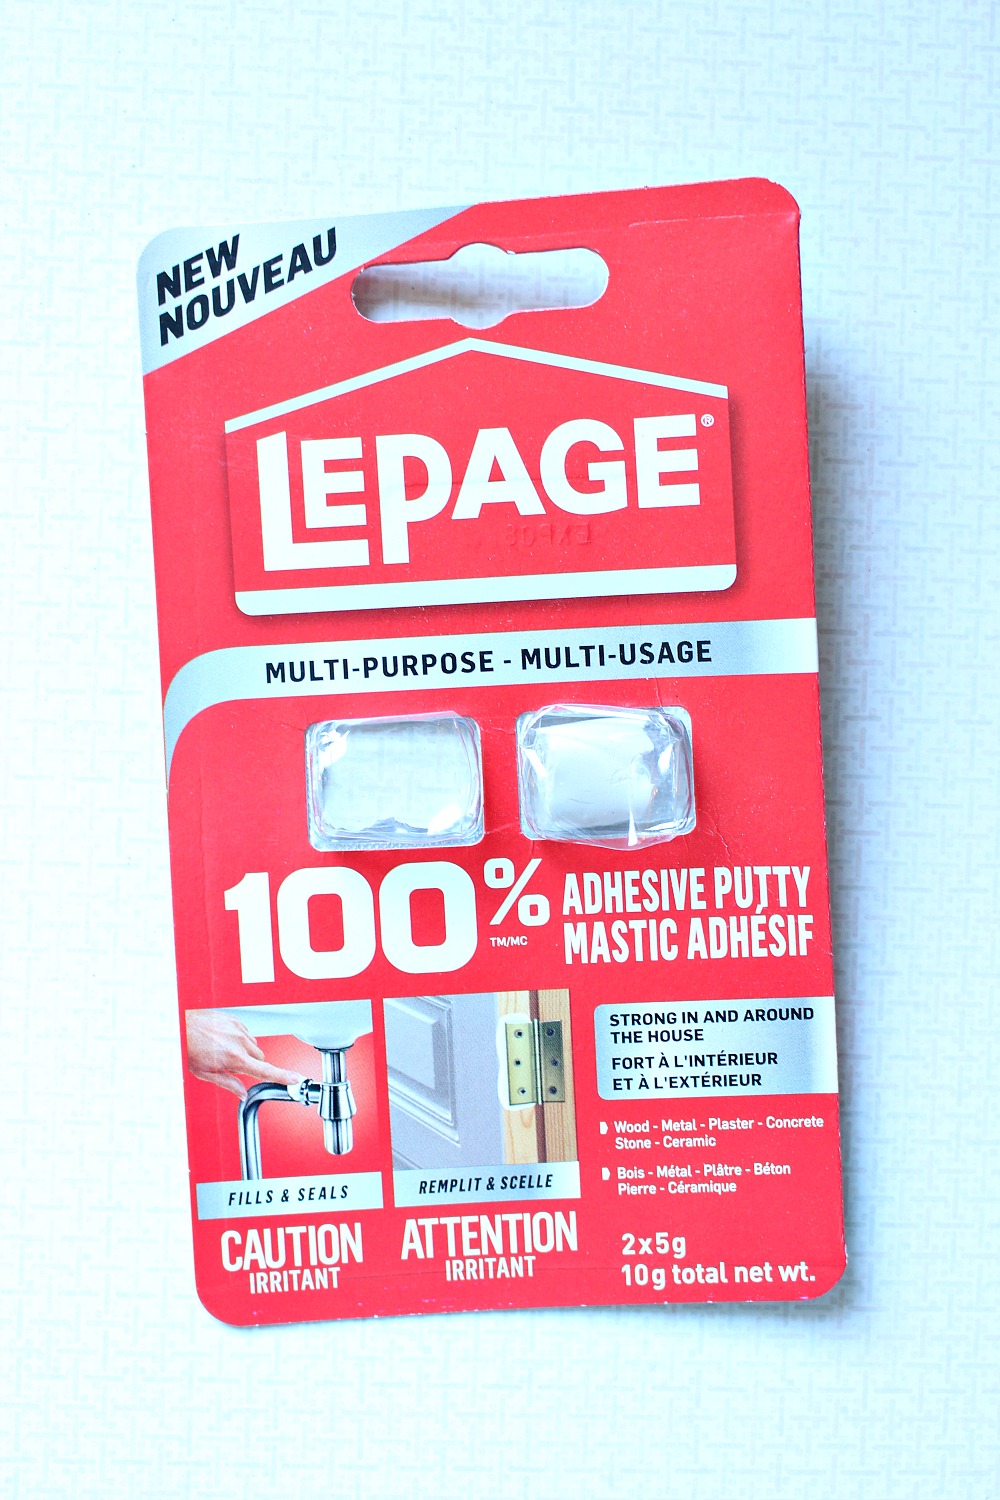 NEW
NOUVEAU
LEPAGE®
MULTI-PURPOSE - MULTI-USAGE
100%
TM/MC
ADHESIVE PUTTY
MASTIC ADHÉSIF
STRONG IN AND AROUND
THE HOUSE
FORT À L'INTÉRIEUR
ET À L'EXTÉRIEUR
Wood - Metal - Plaster - Concrete
Stone - Ceramic
Bois - Métal - Plâtre - Béton
Pierre - Céramique
FILLS & SEALS
REMPLIT & SCELLE
CAUTION
IRRITANT
ATTENTION
IRRITANT
2x5g
10g total net wt.